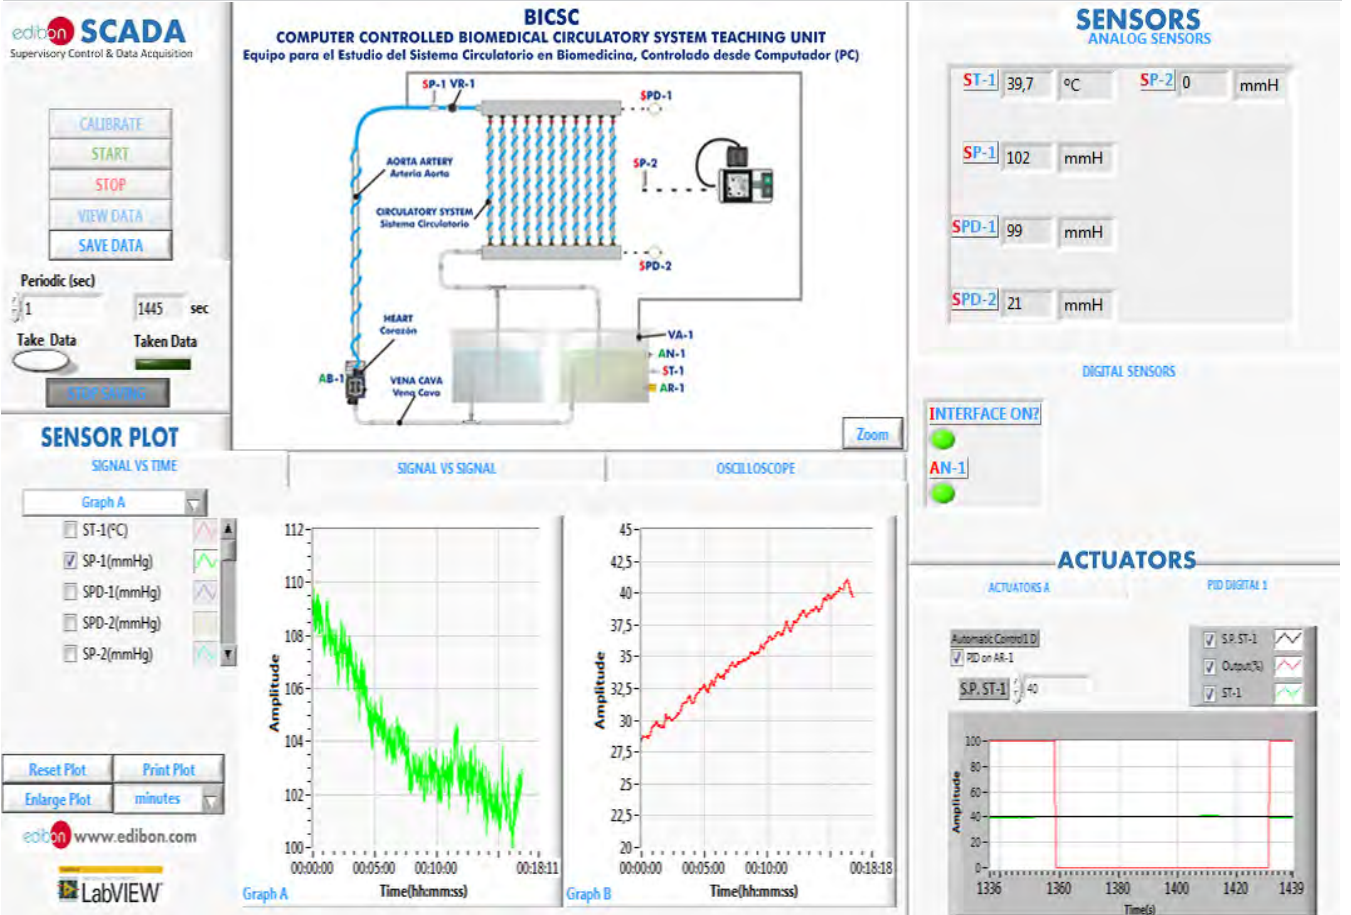 edibon SCADA
Supervisory Control & Data Acquisition
CALIBRATE
START
STOP
VIEW DATA
SAVE DATA
Periodic (sec)
1
1445 sec
Take Data
Taken Data
STOP SAVING
BICSC
COMPUTER CONTROLLED BIOMEDICAL CIRCULATORY SYSTEM TEACHING UNIT
Equipo para el Estudio del Sistema Circulatorio en Biomedicina, Controlado desde Computador (PC)
SP-1 VR-1
SPD-1
AORTA ARTERY
Arteria Aorta
SP-2
CIRCULATORY SYSTEM
Sistema Circulatorio
SPD-2
HEART
Corazón
VA-1
AN-1
ST-1
AR-1
AB-1
VENA CAVA
Vena Cava
Zoom
SENSORS
ANALOG SENSORS
ST-1 39,7 ºC
SP-2 0 mmH
SP-1 102 mmH
SPD-1 99 mmH
SPD-2 21 mmH
DIGITAL SENSORS
INTERFACE ON?
AN-1
SENSOR PLOT
SIGNAL VS TIME
SIGNAL VS SIGNAL
OSCILLOSCOPE
Graph A
ST-1(ºC)
SP-1(mmHg)
SPD-1(mmHg)
SPD-2(mmHg)
SP-2(mmHg)
Reset Plot
Print Plot
Enlarge Plot
minutes
edibon www.edibon.com
LabVIEW
112
110
108
106
104
102
100
Amplitude
00:00:00 00:05:00 00:10:00 00:18:11
Time(hh:mm:ss)
Graph A
45
42,5
40
37,5
35
32,5
30
27,5
25
22,5
20
Amplitude
00:00:00 00:05:00 00:10:00 00:18:18
Time(hh:mm:ss)
Graph B
ACTUATORS
ACTUATORS A
PID DIGITAL 1
Automatic Control1 D
PID on AR-1
S.P. ST-1 40
S.P. ST-1
Output(%)
ST-1
100
80
60
40
20
0
Amplitude
1336 1360 1380 1400 1420 1439
Time(s)